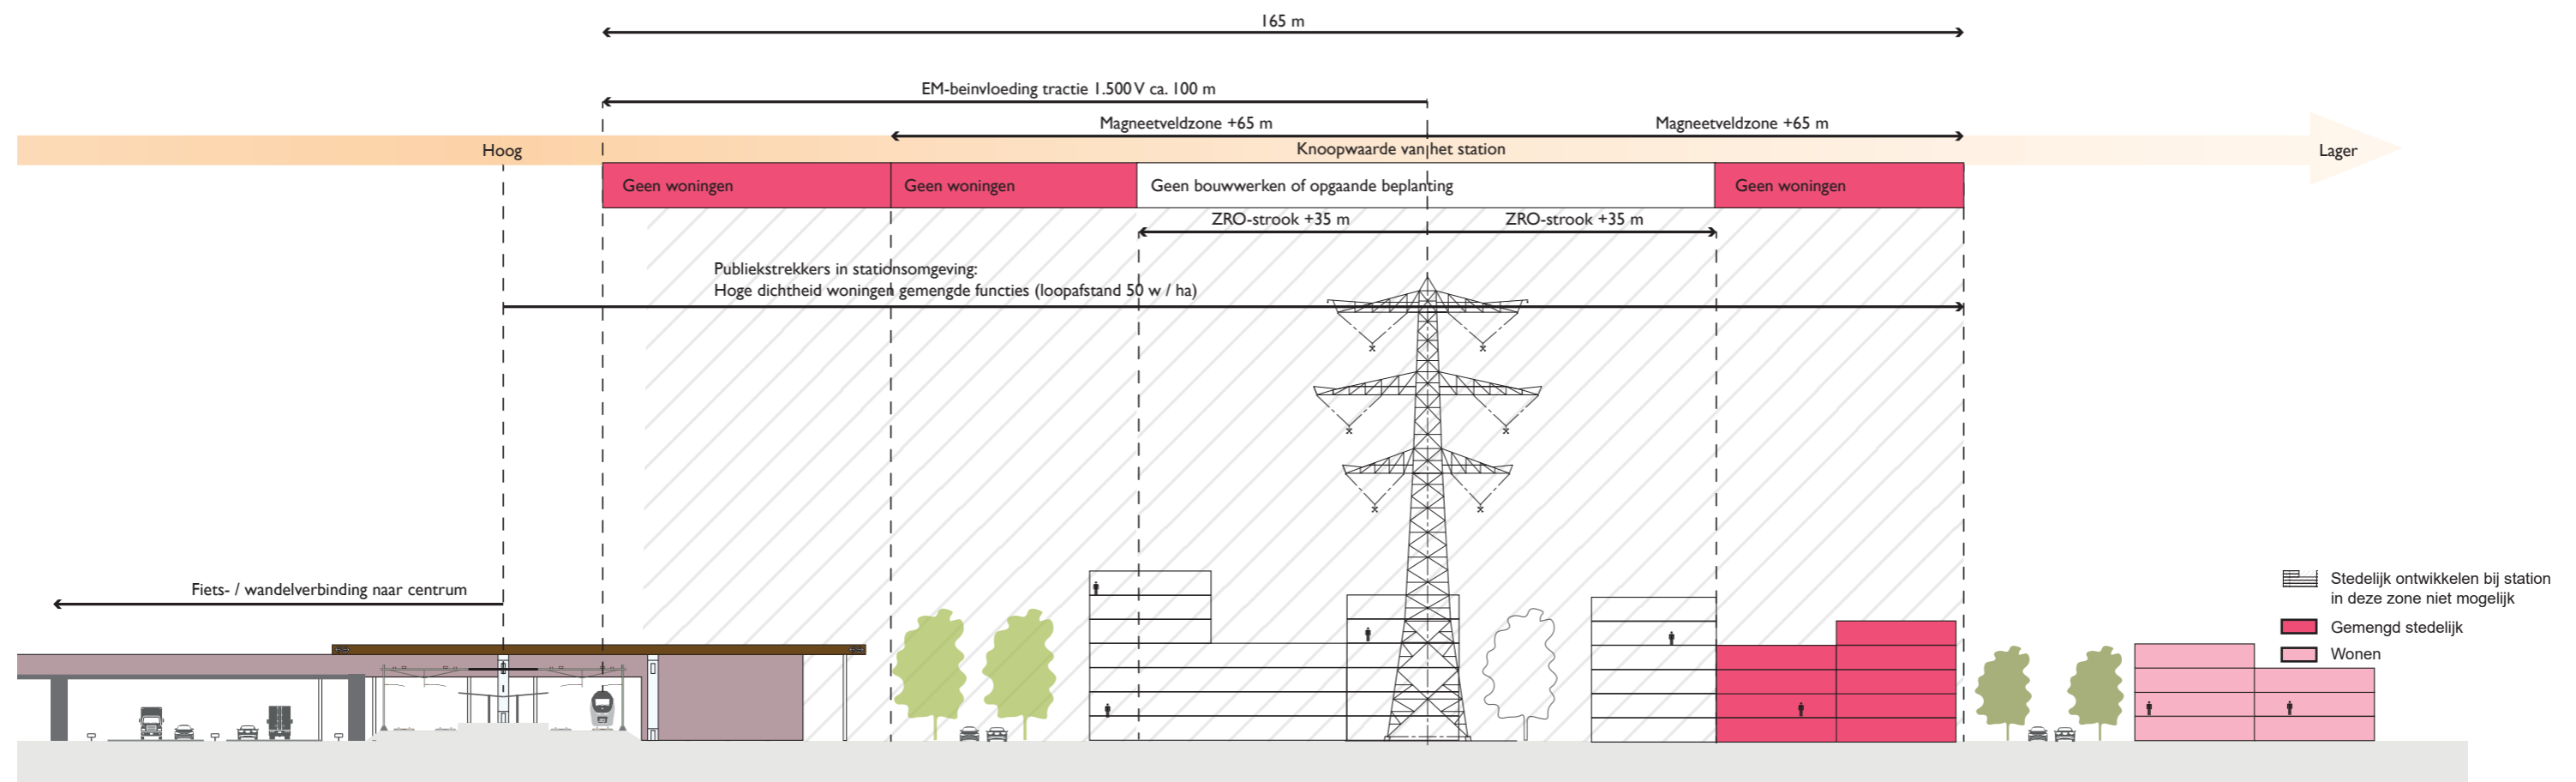 165 m
EM-beinvloeding tractie 1.500 V ca. 100 m
Magneetveldzone +65 m
Magneetveldzone +65 m
Hoog
Knoopwaarde van het station
Lager
Geen woningen
Geen woningen
Geen bouwwerken of opgaande beplanting
Geen woningen
ZRO-strook +35 m
ZRO-strook +35 m
Publiekstrekkers in stationsomgeving:
Hoge dichtheid woningen gemengde functies (loopafstand 50 w / ha)
Fiets- / wandelverbinding naar centrum
Stedelijk ontwikkelen bij station
in deze zone niet mogelijk
Gemengd stedelijk
Wonen